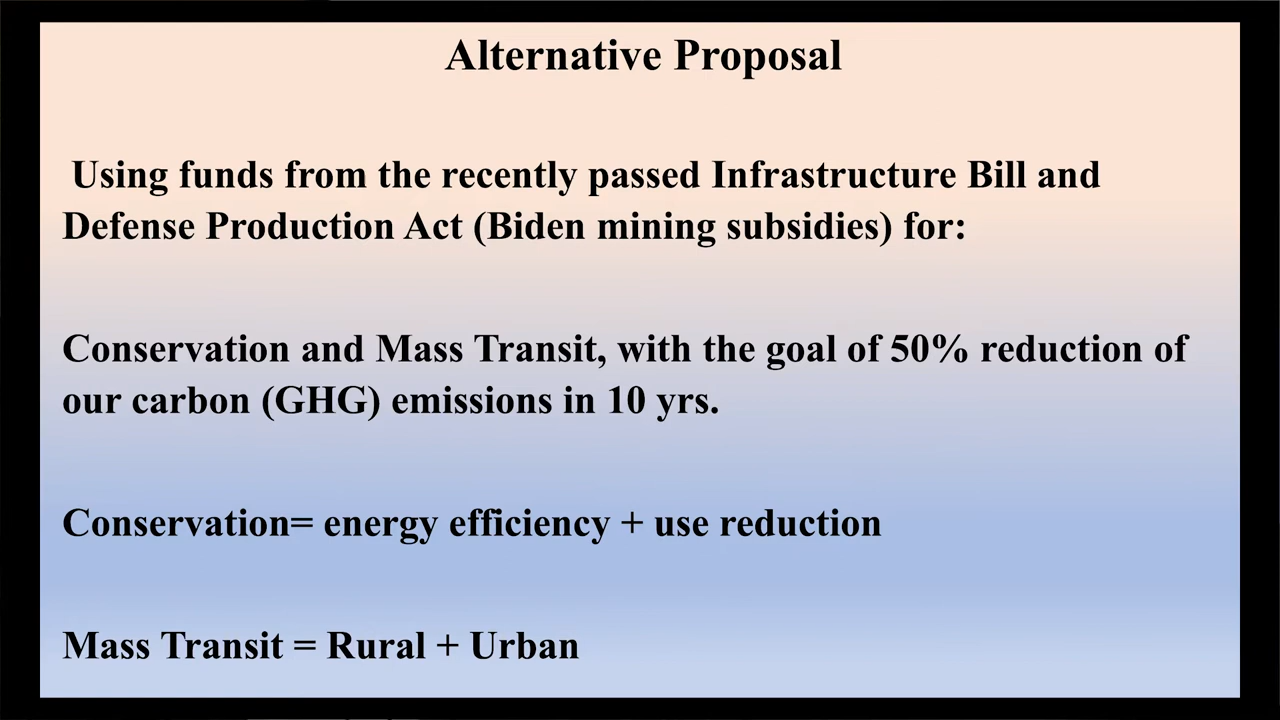 Alternative Proposal
Using funds from the recently passed Infrastructure Bill and
Defense Production Act (Biden mining subsidies) for:
Conservation and Mass Transit, with the goal of 50% reduction of
our carbon (GHG) emissions in 10 yrs.
Conservation= energy efficiency + use reduction
Mass Transit = Rural + Urban